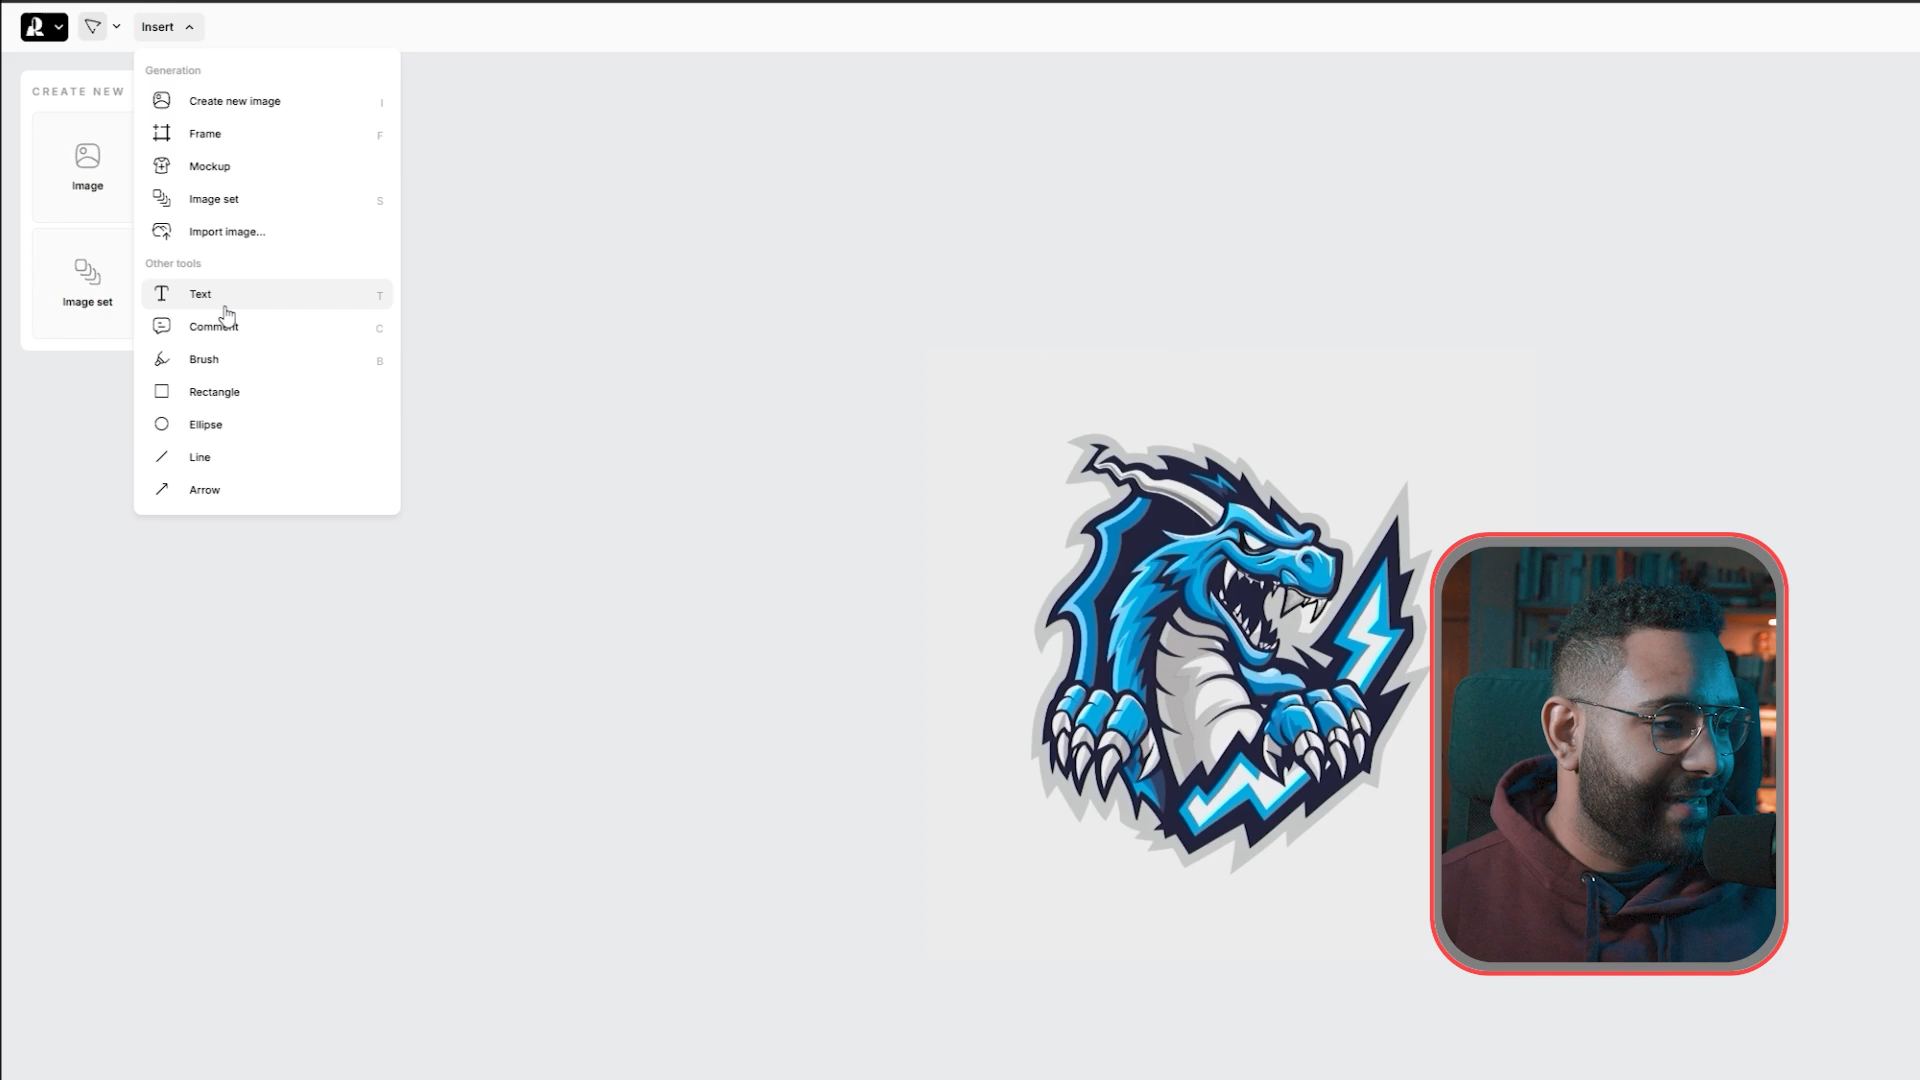 Insert
Generation
CREATE NEW
Create new image I
Frame F
Image
Mockup
Image set S
Import image...
Other tools
Text T
Image set
Comment C
Brush B
Rectangle
Ellipse
Line
Arrow